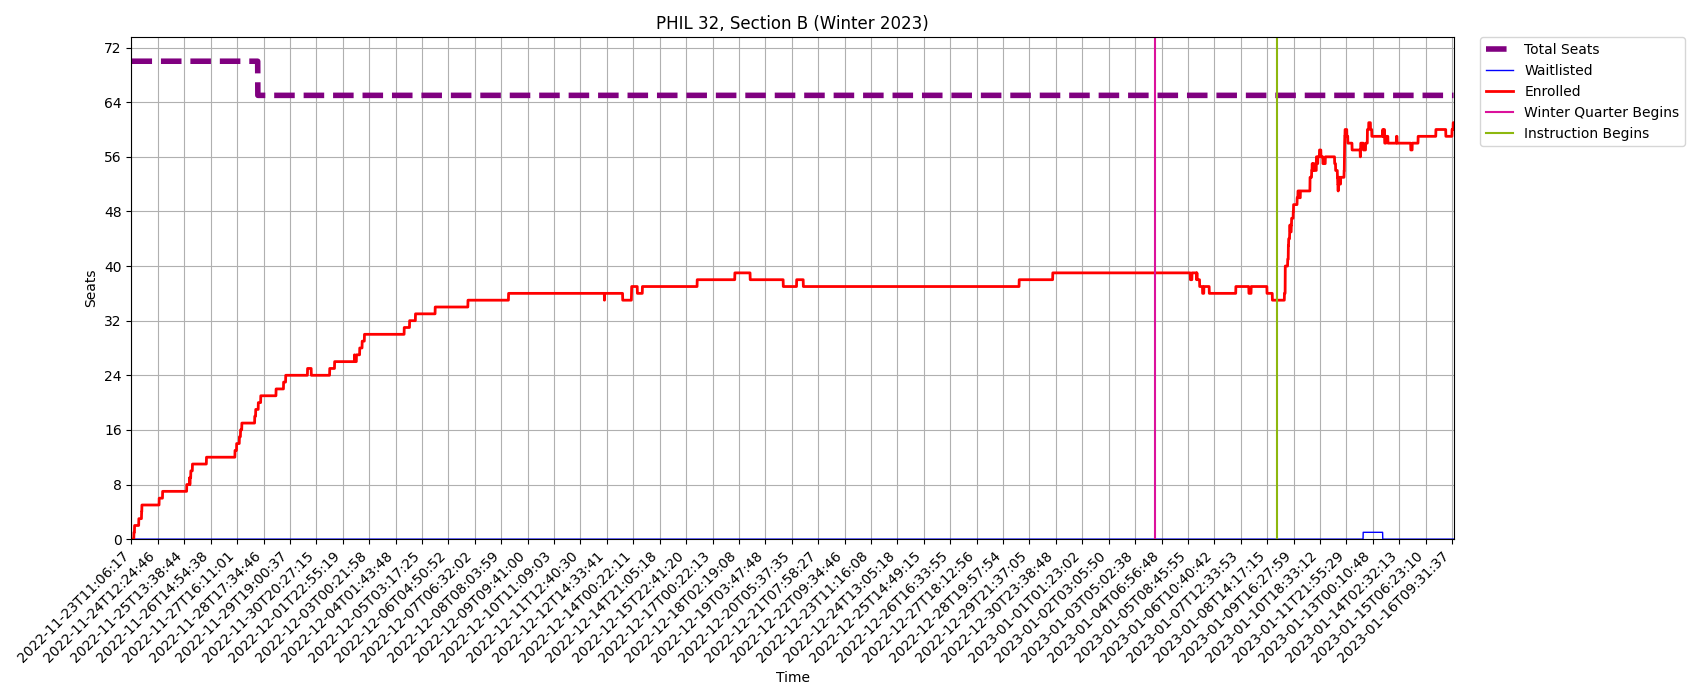 PHIL 32, Section B (Winter 2023)
Total Seats
Waitlisted
Enrolled
Winter Quarter Begins
Instruction Begins
Seats
72
64
56
48
40
32
24
16
8
0
2022-11-23T11:06:17
2022-11-24T12:24:46
2022-11-25T13:38:44
2022-11-26T14:54:38
2022-11-27T16:11:01
2022-11-28T17:34:46
2022-11-29T19:00:37
2022-11-30T20:27:15
2022-12-01T22:55:19
2022-12-03T00:21:58
2022-12-04T01:43:48
2022-12-05T03:17:25
2022-12-06T04:50:52
2022-12-07T06:32:02
2022-12-08T08:03:59
2022-12-09T09:41:00
2022-12-10T11:09:03
2022-12-11T12:40:30
2022-12-12T14:33:41
2022-12-14T00:22:11
2022-12-14T21:05:18
2022-12-15T22:41:20
2022-12-17T00:22:13
2022-12-18T02:19:08
2022-12-19T03:47:48
2022-12-20T05:37:35
2022-12-21T07:58:27
2022-12-22T09:34:46
2022-12-23T11:16:08
2022-12-24T13:05:18
2022-12-25T14:49:15
2022-12-26T16:33:55
2022-12-27T18:12:56
2022-12-28T19:57:54
2022-12-29T21:37:05
2022-12-30T23:38:48
2023-01-01T01:23:02
2023-01-02T03:05:50
2023-01-03T05:02:38
2023-01-04T06:56:48
2023-01-05T08:45:55
2023-01-06T10:40:42
2023-01-07T12:33:53
2023-01-08T14:17:15
2023-01-09T16:27:59
2023-01-10T18:33:12
2023-01-11T21:55:29
2023-01-13T00:10:48
2023-01-14T02:32:13
2023-01-15T06:23:10
2023-01-16T09:31:37
Time